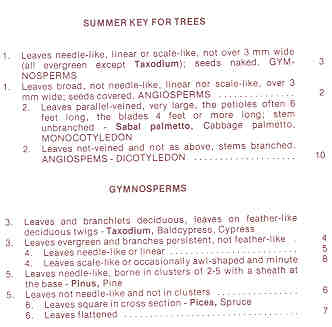 SUMMER KEY FOR TREES
1. Leaves needle-like, linear or scale-like, not over 3 mm wide
(all evergreen except Taxodium); seeds naked. GYM-
NOSPERMS 3
1. Leaves broad, not needle-like, linear nor scale-like, over 3
mm wide; seeds covered. ANGIOSPERMS . . . . . . . . . . . . . . 2
2. Leaves parallel-veined, very large, the petioles often 6
feet long, the blades 4 feet or more long; stem
unbranched - Sabal palmetto, Cabbage palmetto,
MONOCOTYLEDON
2. Leaves net-veined and not as above, stems branched.
ANGIOSPEMS - DICOTYLEDON . . . . . . . . . . . . . . . . . . 10
GYMNOSPERMS
3. Leaves and branchlets deciduous, leaves on feather-like
deciduous twigs - Taxodium, Baldcypress, Cypress
3. Leaves evergreen and branches persistent, not feather-like . 4
4. Leaves needle-like or linear . . . . . . . . . . . . . . . . . . . . . . . 5
4. Leaves scale-like or occasionally awl-shaped and minute 8
5. Leaves needle-like, borne in clusters of 2-5 with a sheath at
the base - Pinus, Pine
5. Leaves not needle-like and not in clusters . . . . . . . . . . . . . . 6
6. Leaves square in cross section - Picea, Spruce
6. Leaves flattened . . . . . . . . . . . . . . . . . . . . . . . . . . . . . . . . . 7